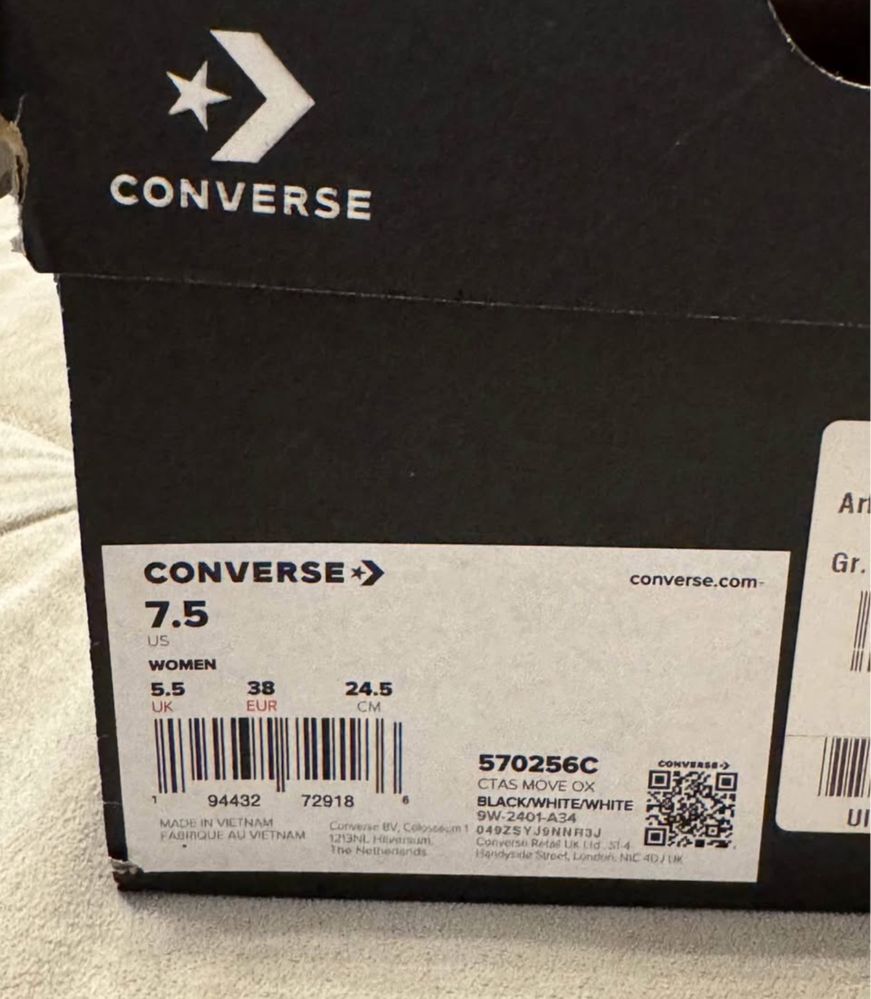 CONVERSE
CONVERSE
converse.com
7.5
US
WOMEN
5.5 38 24.5
UK EUR CM
1 94432 72918 6
MADE IN VIETNAM
FABRIQUE AU VIETNAM
Converse BV, Colosseum 1
1213NL Hilversum,
The Netherlands
570256C
CTAS MOVE OX
BLACK/WHITE/WHITE
9W-2401-A34
Converse Retail UK Ltd, S1-4
Handyside Street, London, N1C 4DJ UK
CONVERSE
Gr.